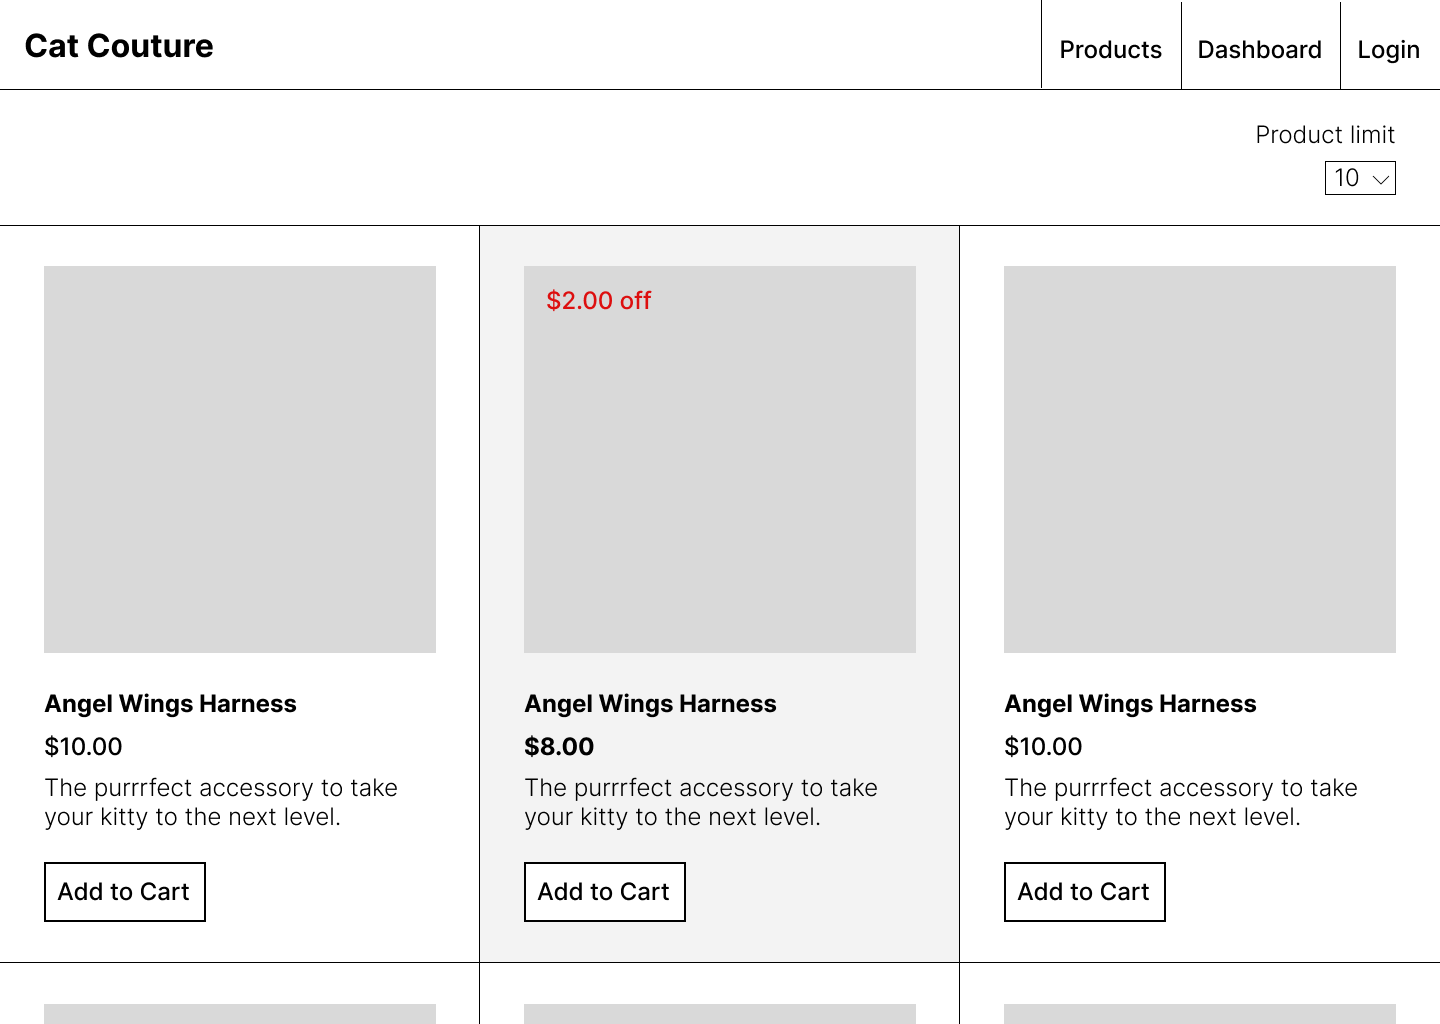 Cat Couture
Products
Dashboard
Login
Product limit
10
$2.00 off
Angel Wings Harness
$10.00
The purrrfect accessory to take
your kitty to the next level.
Add to Cart
Angel Wings Harness
$8.00
The purrrfect accessory to take
your kitty to the next level.
Add to Cart
Angel Wings Harness
$10.00
The purrrfect accessory to take
your kitty to the next level.
Add to Cart